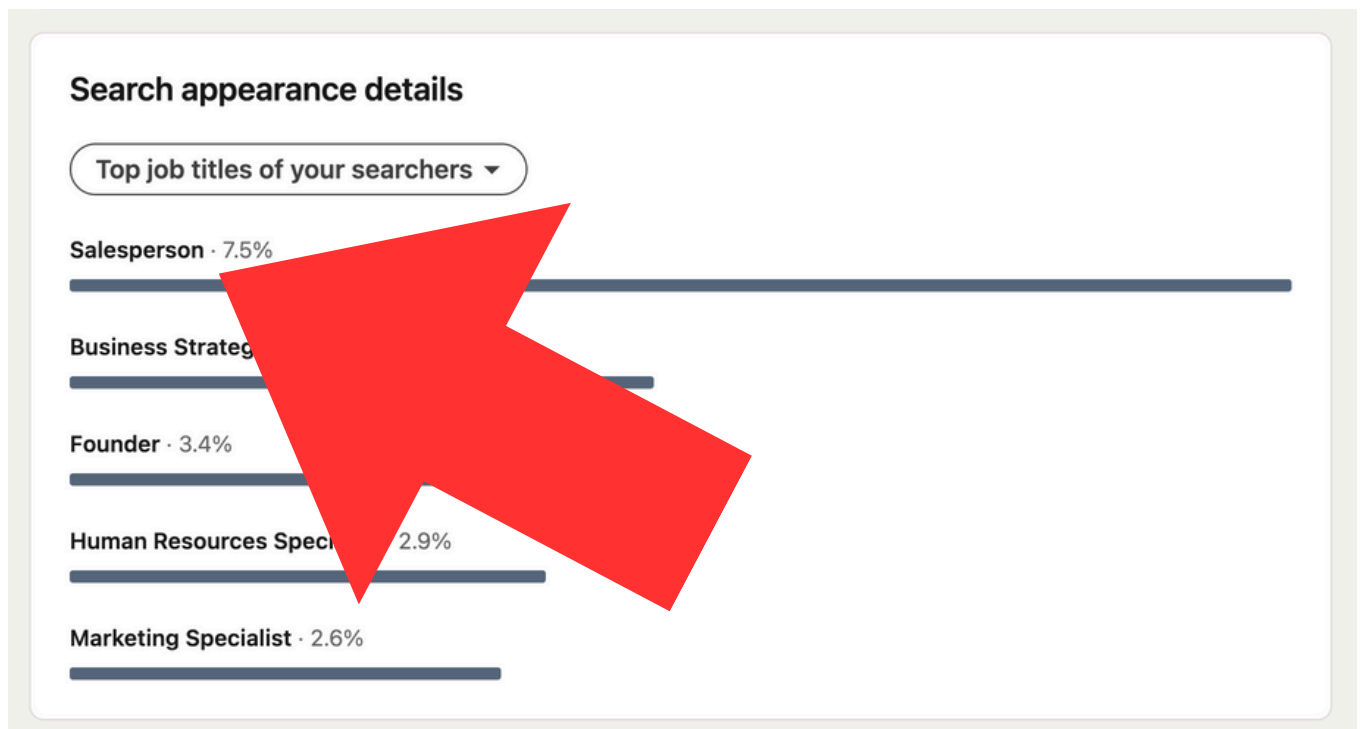 Search appearance details
Top job titles of your searchers
Salesperson · 7.5%
Business
Founder · 3.4%
Human Resources 2.9%
Marketing Specialist · 2.6%